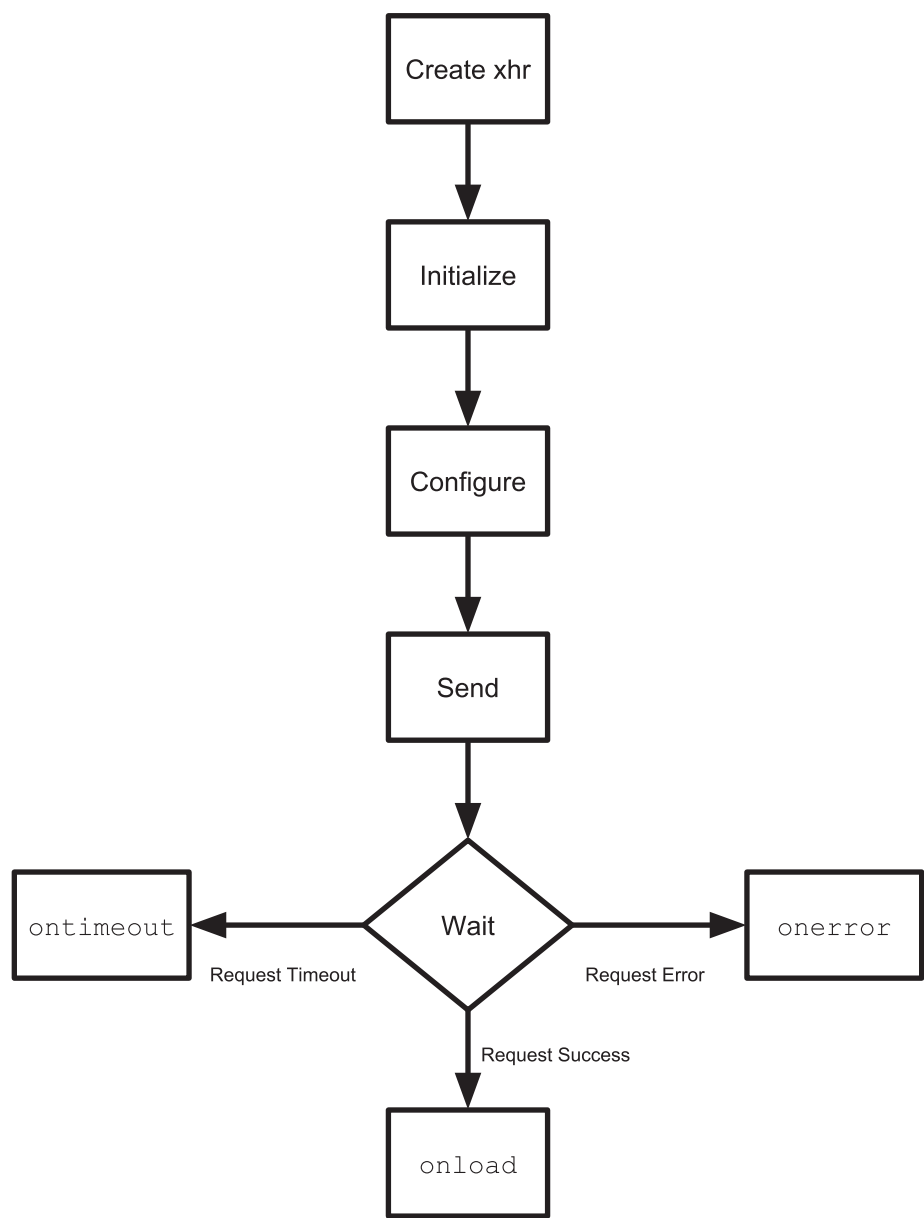 Create xhr
Initialize
Configure
Send
ontimeout
Wait
onerror
Request Timeout
Request Error
Request Success
onload